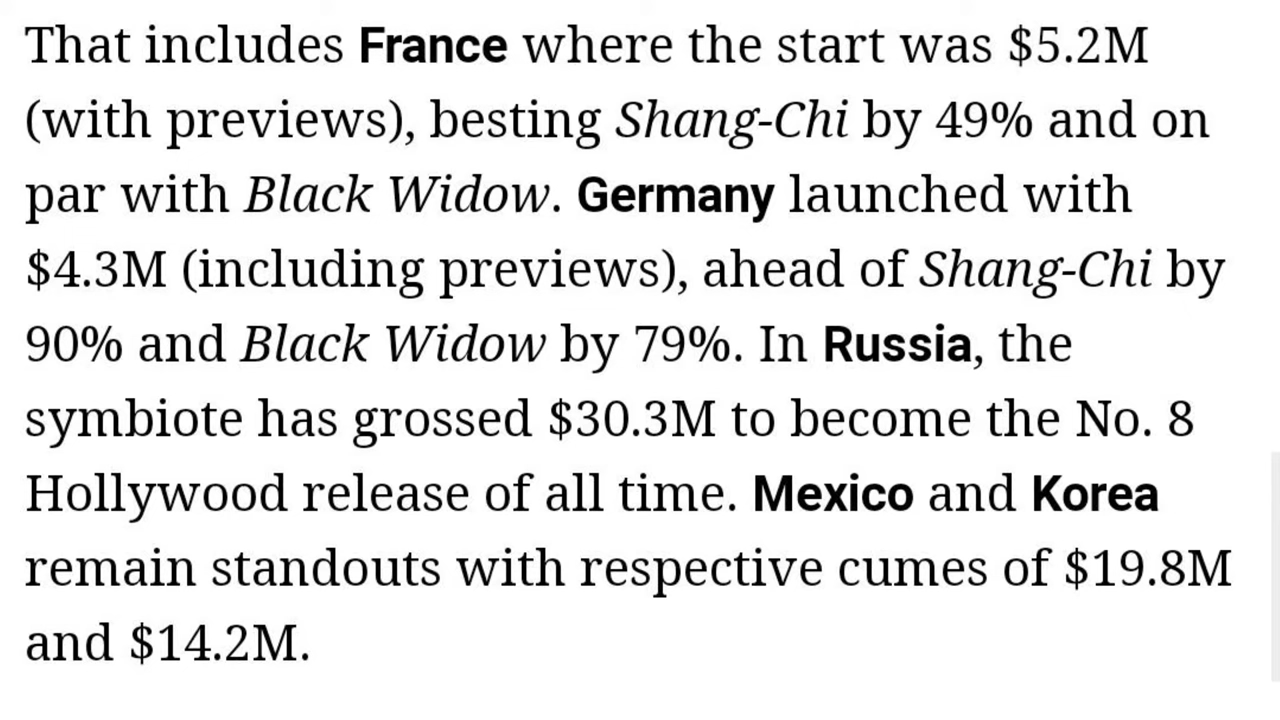 That includes France where the start was $5.2M
(with previews), besting Shang-Chi by 49% and on
par with Black Widow. Germany launched with
$4.3M (including previews), ahead of Shang-Chi by
90% and Black Widow by 79%. In Russia, the
symbiote has grossed $30.3M to become the No. 8
Hollywood release of all time. Mexico and Korea
remain standouts with respective cumes of $19.8M
and $14.2M.